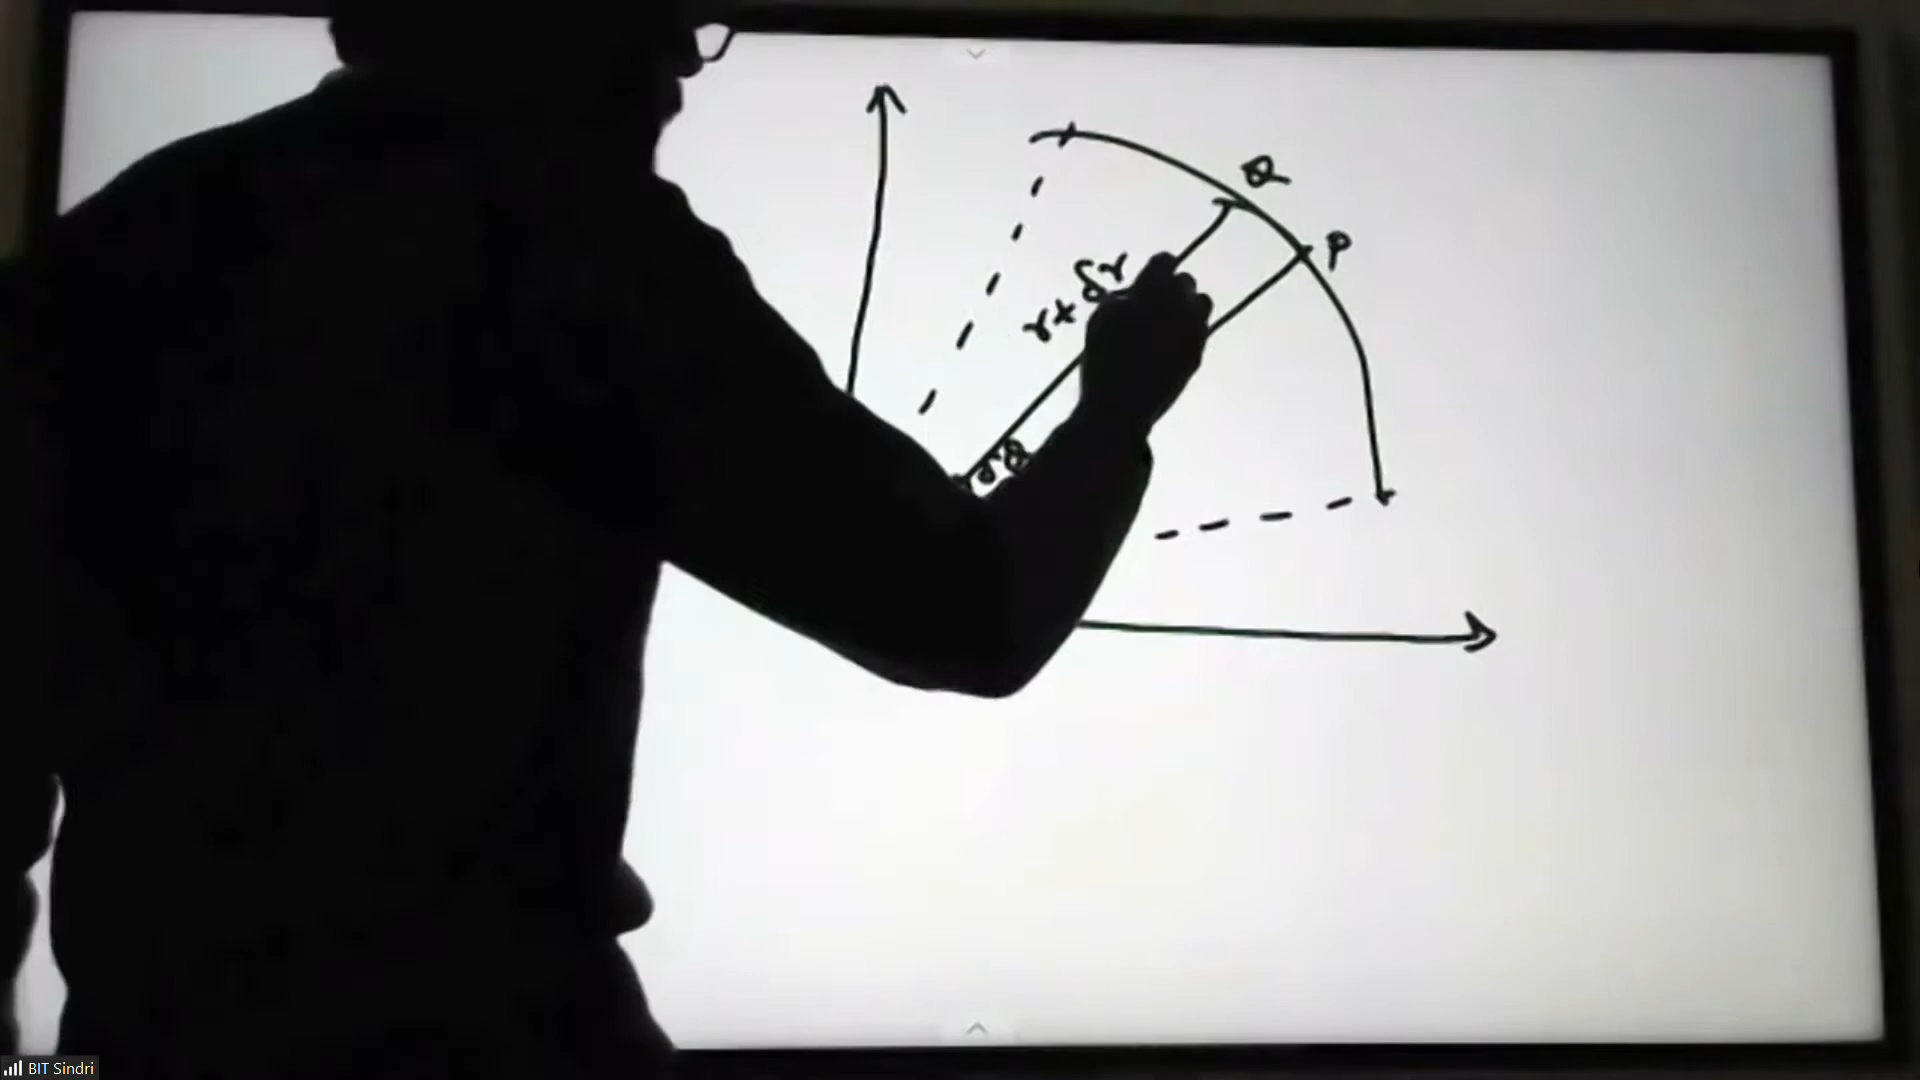 Q
P
r+δr
δθ
BIT Sindri